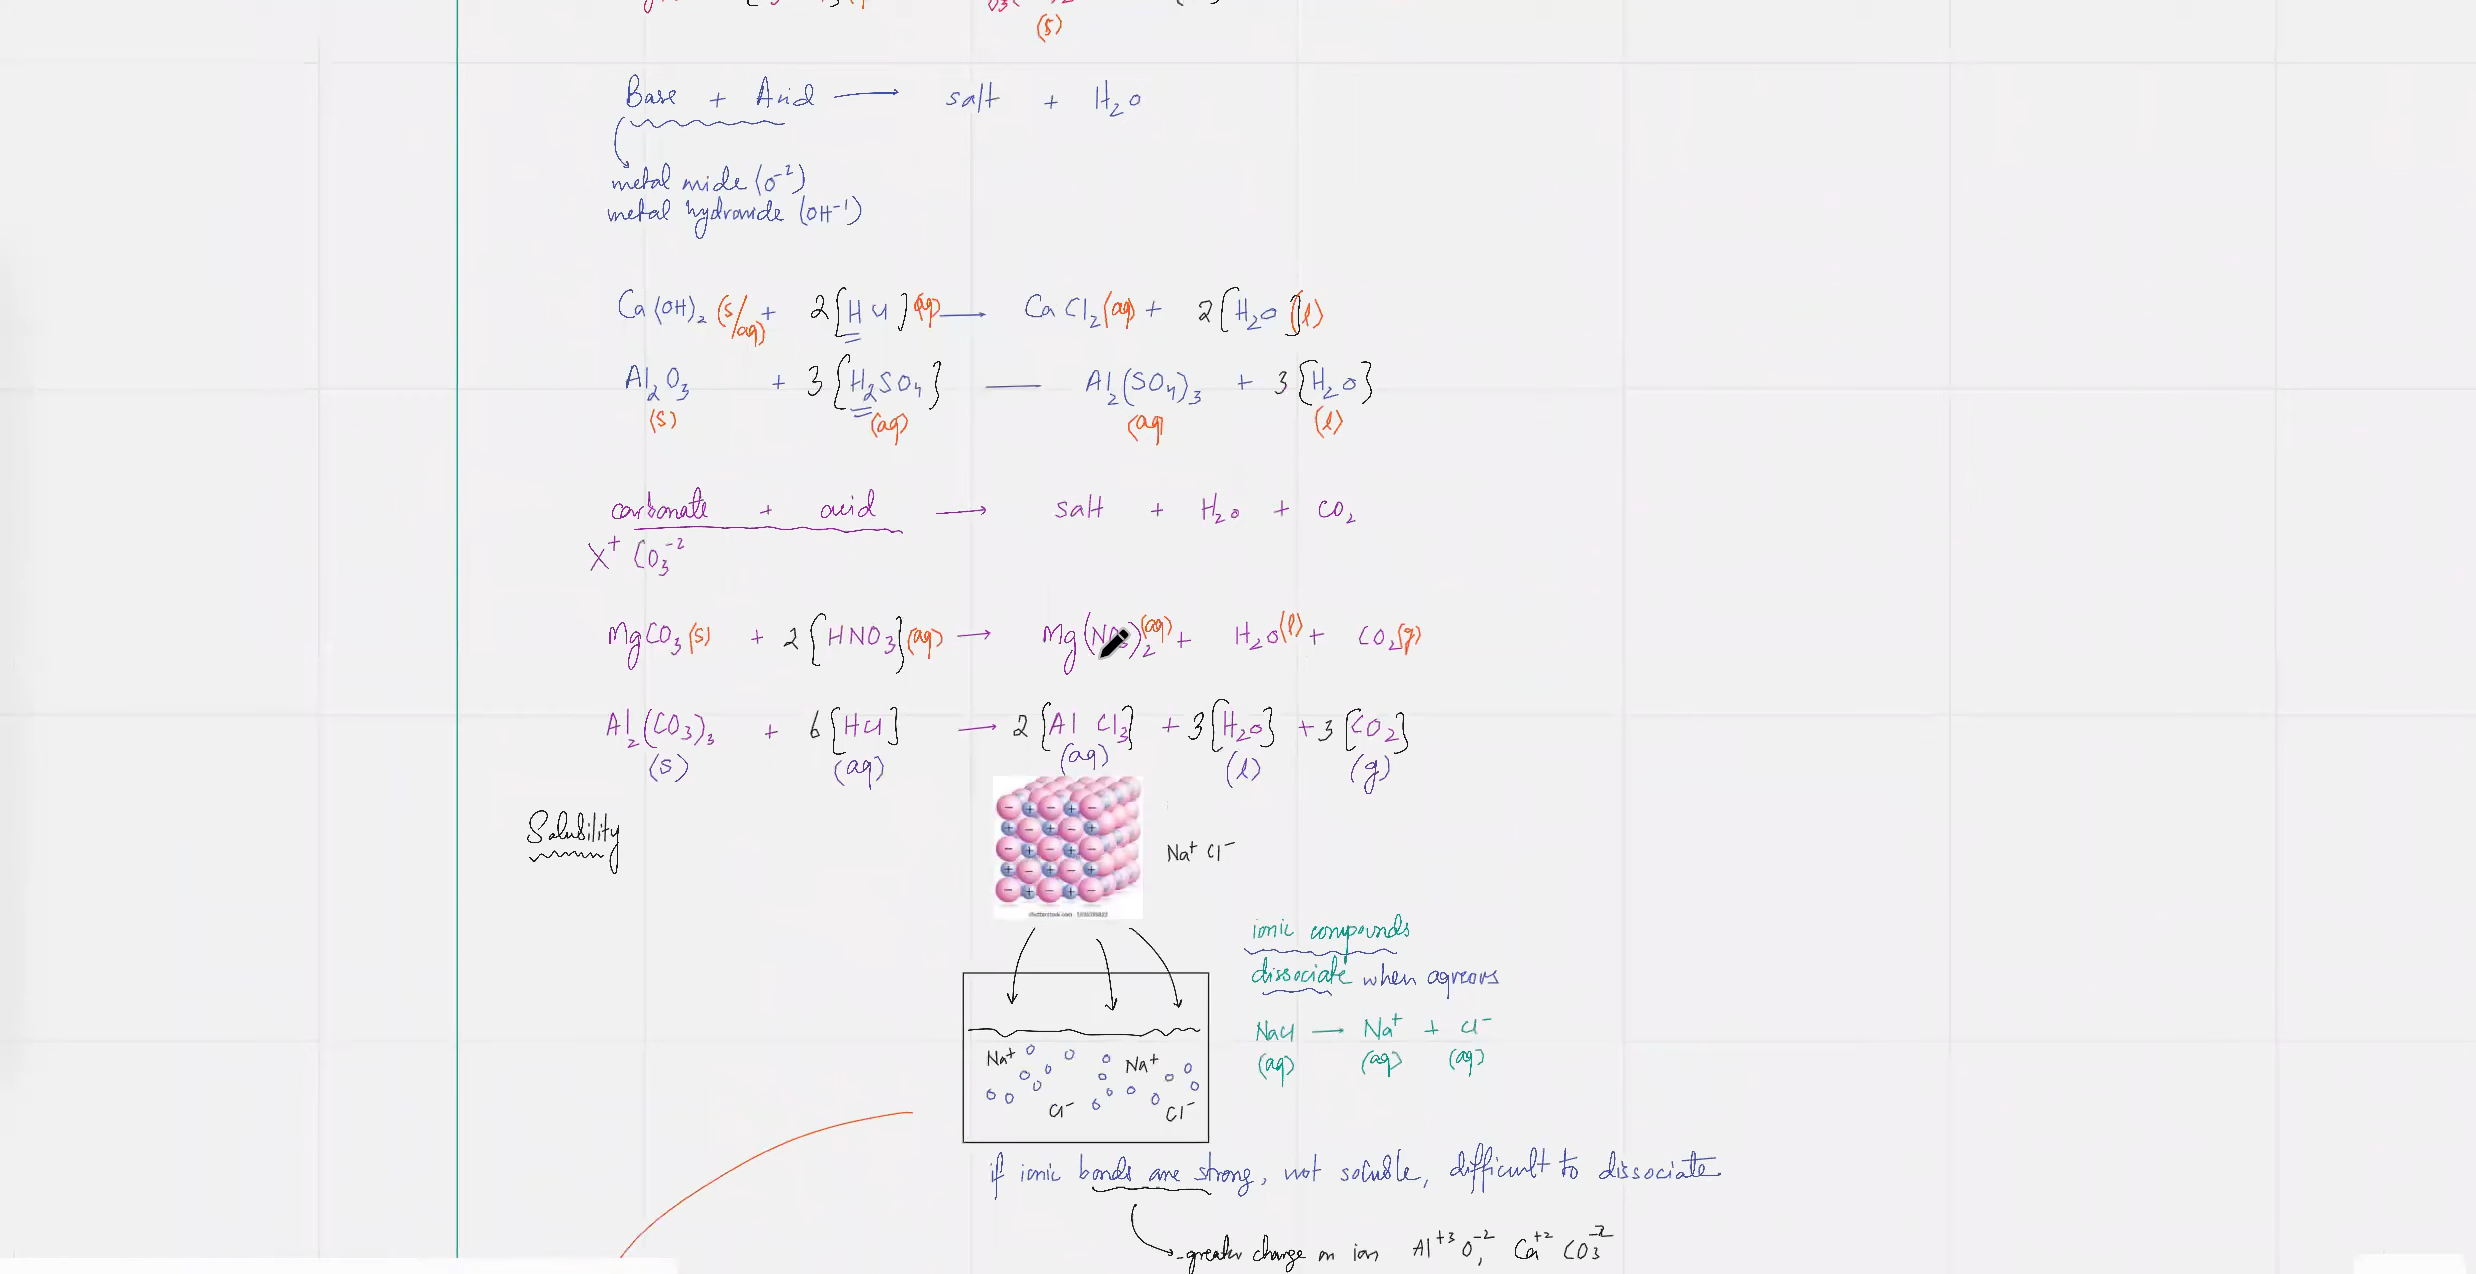 (s)
Base + Acid → salt + H₂O
metal oxide (O⁻²)
metal hydroxide (OH⁻¹)
Ca(OH)₂ (s/aq) + 2[HCl](aq) → CaCl₂(aq) + 2[H₂O](l)
Al₂O₃ + 3[H₂SO₄] — Al₂(SO₄)₃ + 3[H₂O]
(s) (aq) (aq) (l)
carbonate + acid → salt + H₂O + CO₂
X⁺ CO₃⁻²
MgCO₃(s) + 2[HNO₃](aq) → Mg(NO₃)₂(aq) + H₂O(l) + CO₂(g)
Al₂(CO₃)₃ + 6[HCl] → 2[AlCl₃] + 3[H₂O] + 3[CO₂]
(s) (aq) (aq) (l) (g)
Solubility
Na⁺ Cl⁻
ionic compounds
dissociate when aqueous
NaCl → Na⁺ + Cl⁻
(aq) (aq) (aq)
Na⁺ Na⁺
Cl⁻ Cl⁻
if ionic bonds are strong, not soluble, difficult to dissociate
- greater charge on ion Al⁺³ O⁻², Ca⁺² CO₃⁻²